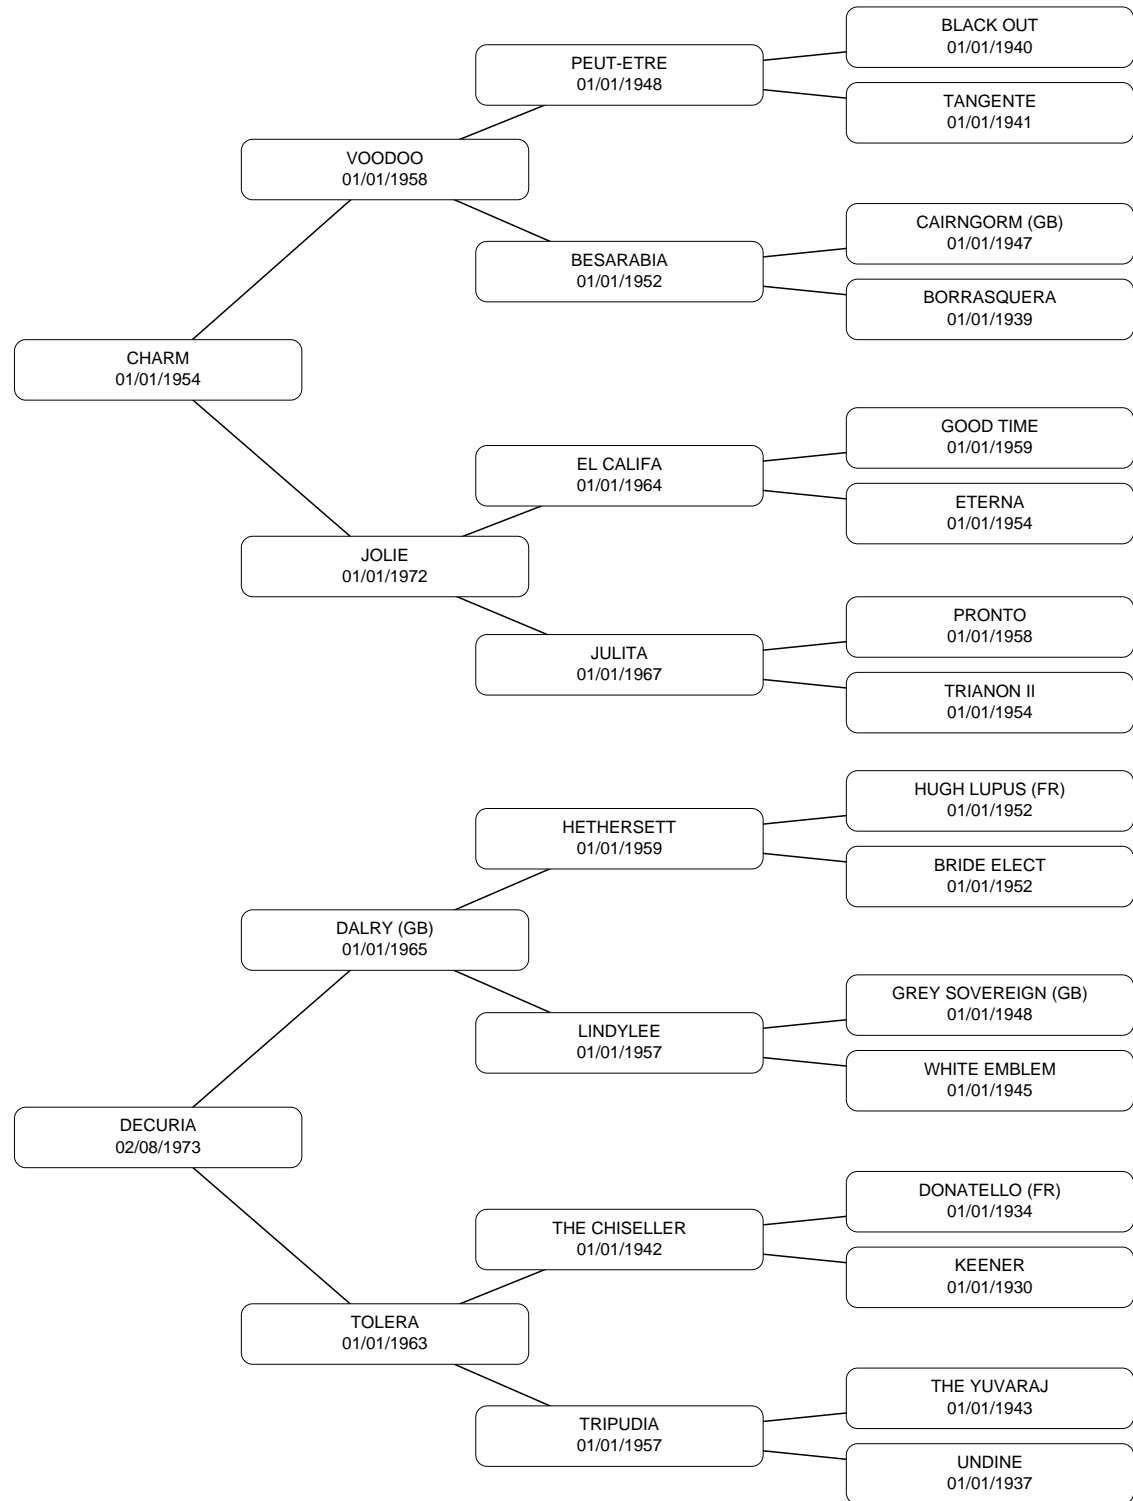 BLACK OUT
01/01/1940
PEUT-ETRE
01/01/1948
TANGENTE
01/01/1941
VOODOO
01/01/1958
CAIRNGORM (GB)
01/01/1947
BESARABIA
01/01/1952
BORRASQUERA
01/01/1939
CHARM
01/01/1954
GOOD TIME
01/01/1959
EL CALIFA
01/01/1964
ETERNA
01/01/1954
JOLIE
01/01/1972
PRONTO
01/01/1958
JULITA
01/01/1967
TRIANON II
01/01/1954
HUGH LUPUS (FR)
01/01/1952
HETHERSETT
01/01/1959
BRIDE ELECT
01/01/1952
DALRY (GB)
01/01/1965
GREY SOVEREIGN (GB)
01/01/1948
LINDYLEE
01/01/1957
WHITE EMBLEM
01/01/1945
DECURIA
02/08/1973
DONATELLO (FR)
01/01/1934
THE CHISELLER
01/01/1942
KEENER
01/01/1930
TOLERA
01/01/1963
THE YUVARAJ
01/01/1943
TRIPUDIA
01/01/1957
UNDINE
01/01/1937